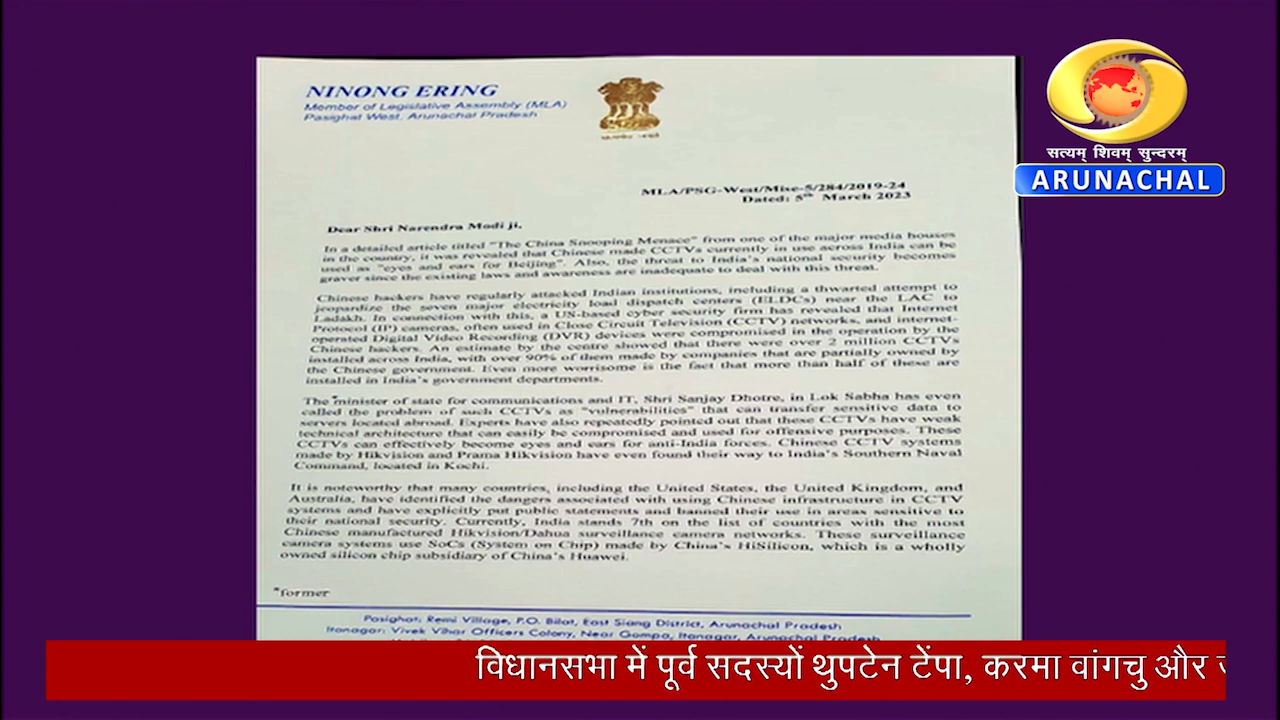 NINONG ERING
Member of Legislative Assembly (MLA)
Pasighat West, Arunachal Pradesh
सत्यम् शिवम् सुन्दरम्
ARUNACHAL
MLA/PSG-West/Misc-5/284/2019-24
Dated: 5th March 2023
Dear Shri Narendra Modi ji,
In a detailed article titled "The China Snooping Menace" from one of the major media houses
in the country, it was revealed that Chinese made CCTVs currently in use across India can be
used as "eyes and ears for Beijing". Also, the threat to India's national security becomes
graver since the existing laws and awareness are inadequate to deal with this threat.
Chinese hackers have regularly attacked Indian institutions, including a thwarted attempt to
jeopardize the seven major electricity load dispatch centers (ELDCs) near the LAC to
Ladakh. In connection with this, a US-based cyber security firm has revealed that Internet
Protocol (IP) cameras, often used in Close Circuit Television (CCTV) networks, and internet-
operated Digital Video Recording (DVR) devices were compromised in the operation by the
Chinese hackers. An estimate by the centre showed that there were over 2 million CCTVs
installed across India, with over 90% of them made by companies that are partially owned by
the Chinese government. Even more worrisome is the fact that more than half of these are
installed in India's government departments.
The *minister of state for communications and IT, Shri Sanjay Dhotre, in Lok Sabha has even
called the problem of such CCTVs as "vulnerabilities" that can transfer sensitive data to
servers located abroad. Experts have also repeatedly pointed out that these CCTVs have weak
technical architecture that can easily be compromised and used for offensive purposes. These
CCTVs can effectively become eyes and ears for anti-India forces. Chinese CCTV systems
made by Hikvision and Prama Hikvision have even found their way to India's Southern Naval
Command, located in Kochi.
It is noteworthy that many countries, including the United States, the United Kingdom, and
Australia, have identified the dangers associated with using Chinese infrastructure in CCTV
systems and have explicitly put public statements and banned their use in areas sensitive to
their national security. Currently, India stands 7th on the list of countries with the most
Chinese manufactured Hikvision/Dahua surveillance camera networks. These surveillance
camera systems use SoCs (System on Chip) made by China's HiSilicon, which is a wholly
owned silicon chip subsidiary of China's Huawei.
*former
Pasighat: Remi Village, P.O. Bilat, East Siang District, Arunachal Pradesh
Itanagar: Vivek Vihar Officers Colony, Near Gompa, Itanagar, Arunachal Pradesh
विधानसभा में पूर्व सदस्यों थुपटेन टेंपा, करमा वांगचु और